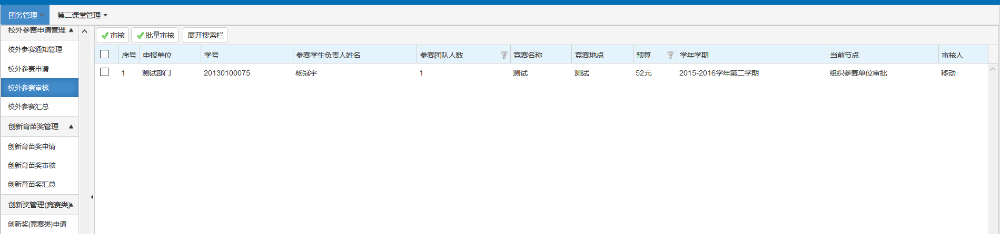 团务管理 第二课堂管理
校外参赛申请管理
校外参赛通知管理
校外参赛申请
校外参赛审核
校外参赛汇总
创新育苗奖管理
创新育苗奖申请
创新育苗奖审核
创新育苗奖汇总
创新奖管理(竞赛类)
创新奖(竞赛类)申请
审核 批量审核 展开搜索栏
序号 申报单位 学号 参赛学生负责人姓名 参赛团队人数 竞赛名称 竞赛地点 预算 学年学期 当前节点 审核人
1 测试部门 20130100075 杨冠宇 1 测试 测试 52元 2015-2016学年第二学期 组织参赛单位审批 移动